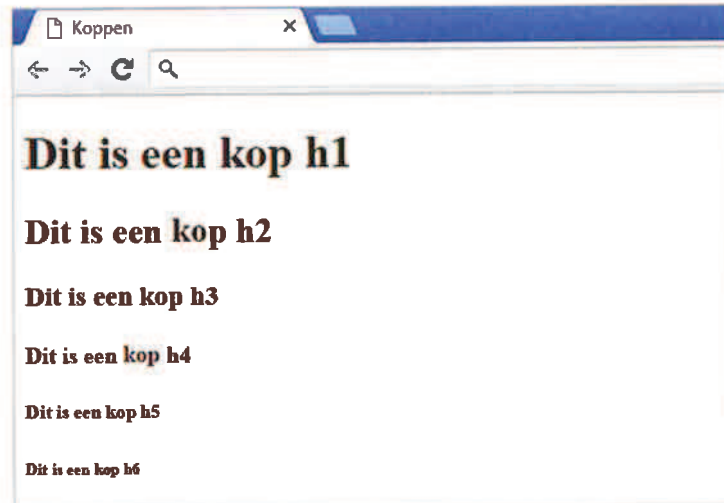 Koppen
Dit is een kop h1
Dit is een kop h2
Dit is een kop h3
Dit is een kop h4
Dit is een kop h5
Dit is een kop h6